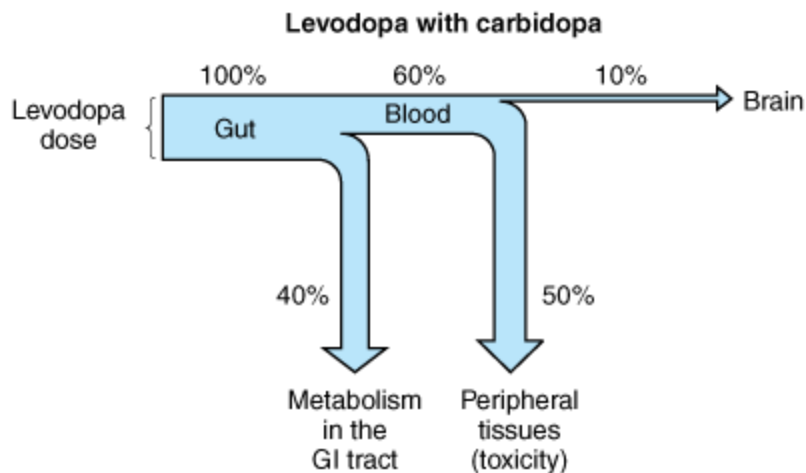 Levodopa with carbidopa
100%
60%
10%
Levodopa
dose
Gut
Blood
Brain
40%
50%
Metabolism
in the
GI tract
Peripheral
tissues
(toxicity)